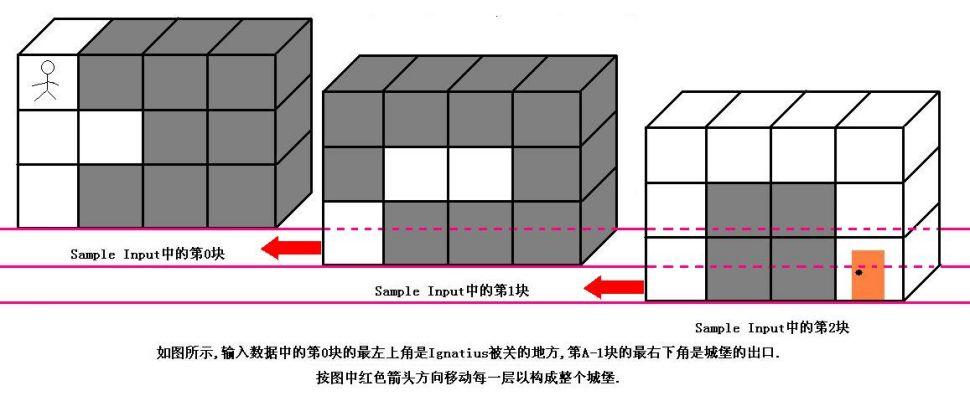 Sample Input中的第0块
Sample Input中的第1块
Sample Input中的第2块
如图所示,输入数据中的第0块的最左上角是Ignatius被关的地方,第A-1块的最右下角是城堡的出口.
按图中红色箭头方向移动每一层以构成整个城堡.